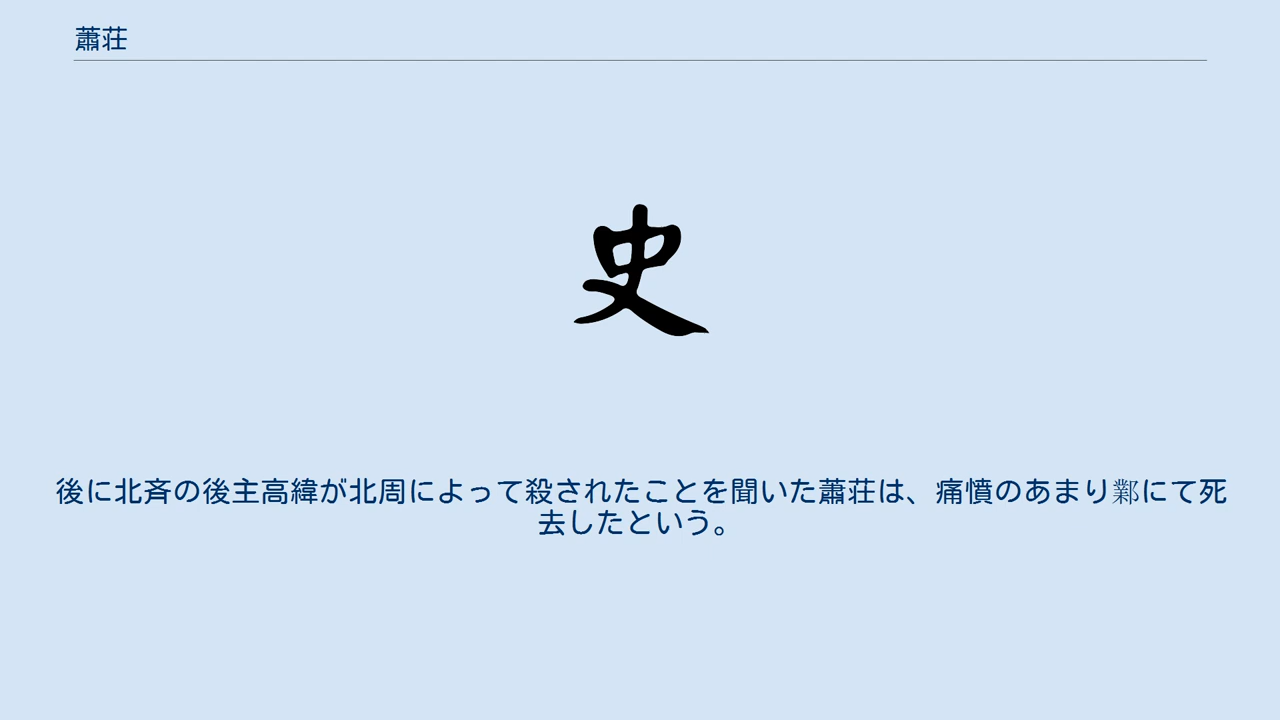 蕭荘
史
後に北斉の後主高緯が北周によって殺されたことを聞いた蕭荘は、痛憤のあまり鄴にて死
去したという。